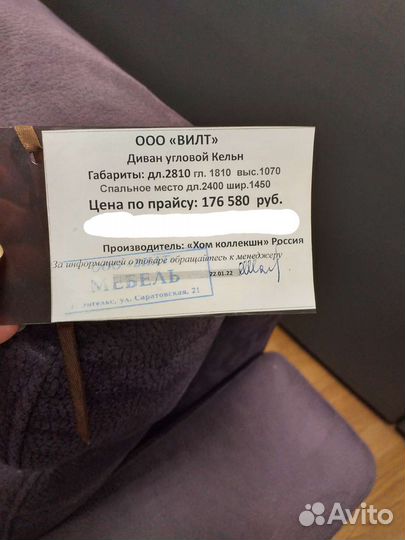 ООО «ВИЛТ»
Диван угловой Кельн
Габариты: дл.2810 гл. 1810 выс.1070
Спальное место дл.2400 шир.1450
Цена по прайсу: 176 580 руб.
Производитель: «Хом коллекшн» Россия
За информацией о товаре обращайтесь к менеджеру
МЕБЕЛЬ
22.01.22
ул. Саратовская, 21
Avito